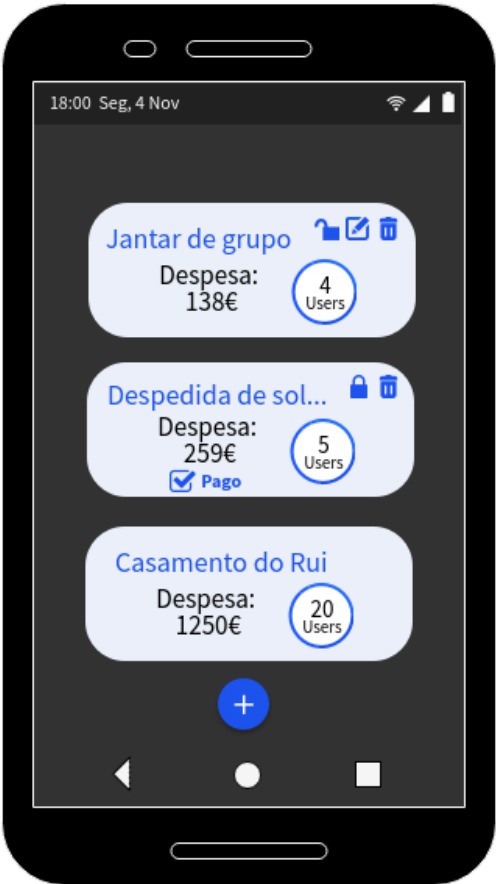 18:00 Seg, 4 Nov
Jantar de grupo
Despesa:
138€
4
Users
Despedida de sol...
Despesa:
259€
Pago
5
Users
Casamento do Rui
Despesa:
1250€
20
Users
+